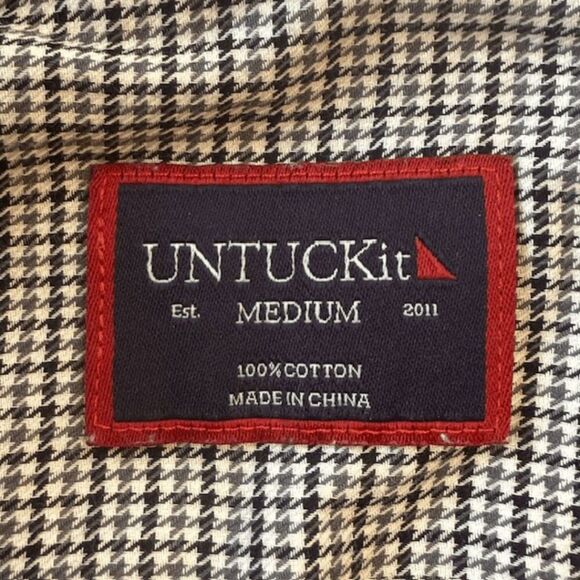 UNTUCKit
Est. MEDIUM 2011
100% COTTON
MADE IN CHINA